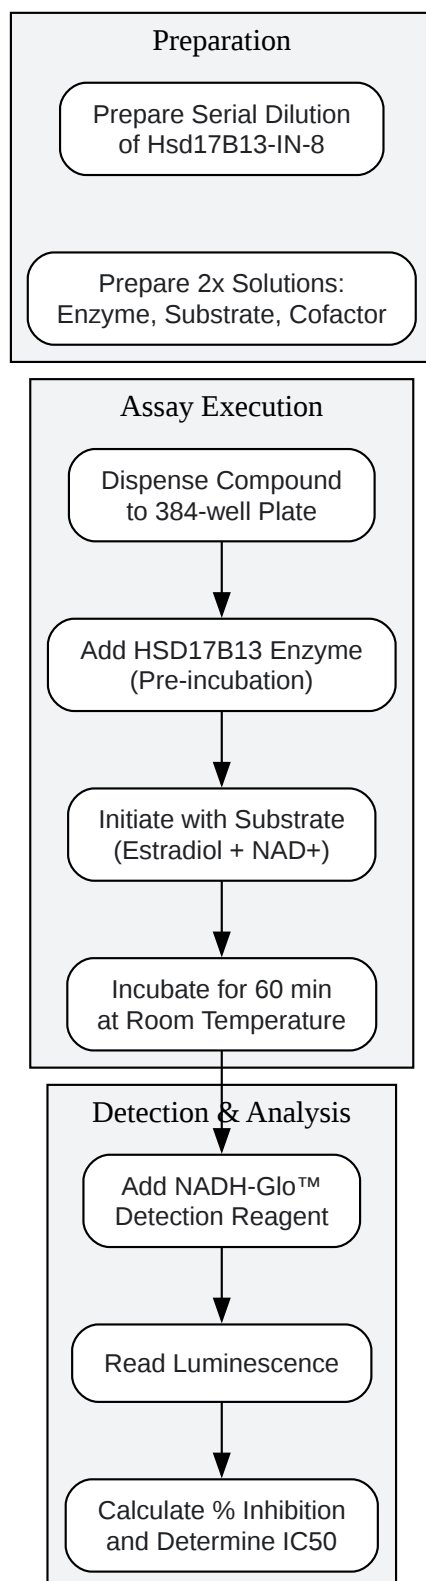 Preparation
Prepare Serial Dilution
of Hsd17B13-IN-8
Prepare 2x Solutions:
Enzyme, Substrate, Cofactor
Assay Execution
Dispense Compound
to 384-well Plate
Add HSD17B13 Enzyme
(Pre-incubation)
Initiate with Substrate
(Estradiol + NAD+)
Incubate for 60 min
at Room Temperature
Detection & Analysis
Add NADH-Glo™
Detection Reagent
Read Luminescence
Calculate % Inhibition
and Determine IC50